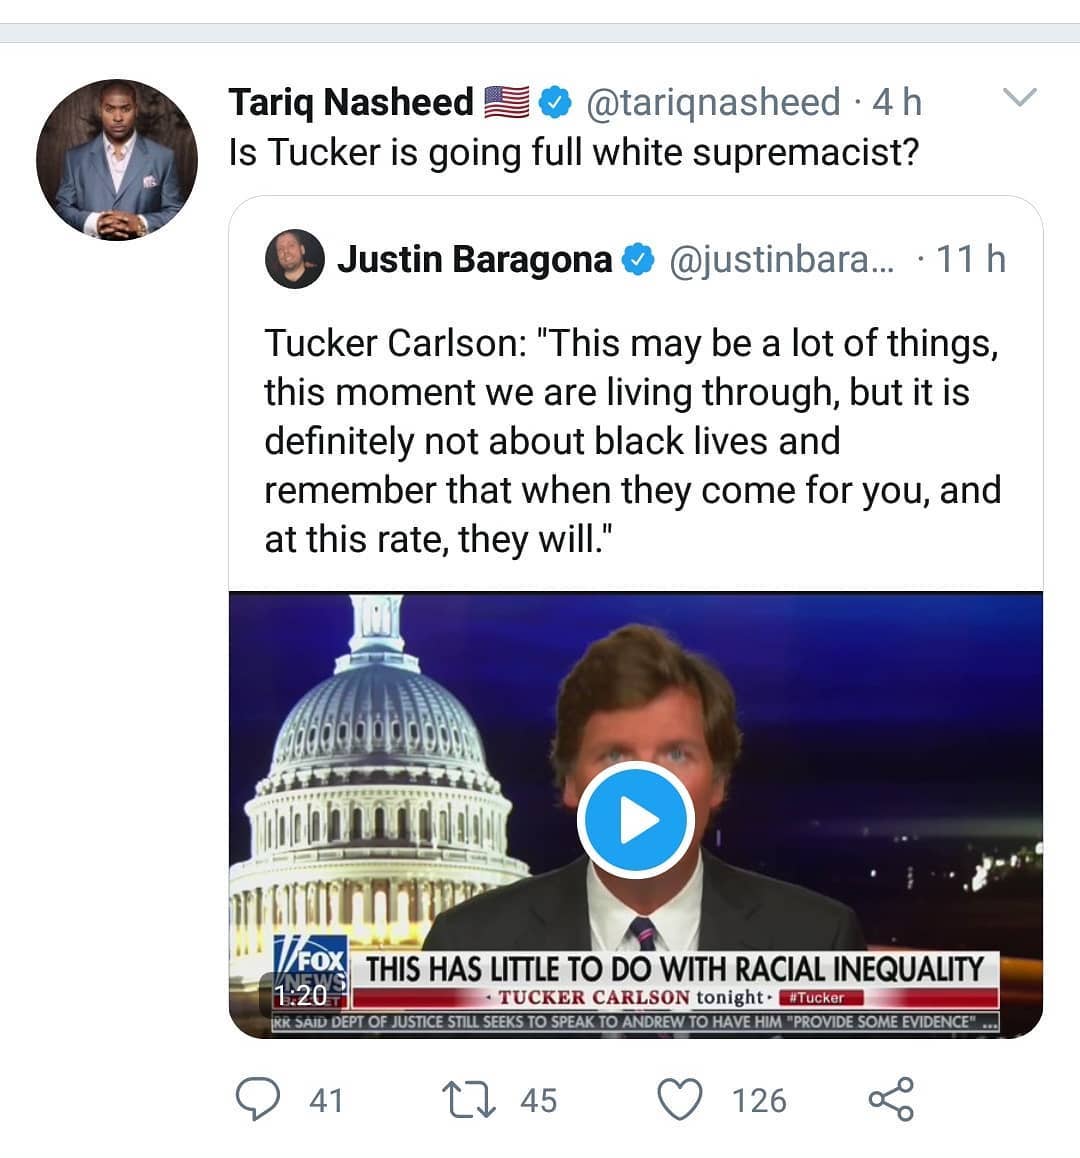 Tariq Nasheed 🇺🇸 @tariqnasheed · 4 h
Is Tucker is going full white supremacist?
Justin Baragona @justinbara... · 11 h
Tucker Carlson: "This may be a lot of things,
this moment we are living through, but it is
definitely not about black lives and
remember that when they come for you, and
at this rate, they will."
FOX
NEWS
1:20
THIS HAS LITTLE TO DO WITH RACIAL INEQUALITY
· TUCKER CARLSON tonight · #Tucker
RR SAID DEPT OF JUSTICE STILL SEEKS TO SPEAK TO ANDREW TO HAVE HIM "PROVIDE SOME EVIDENCE" ...
41 45 126